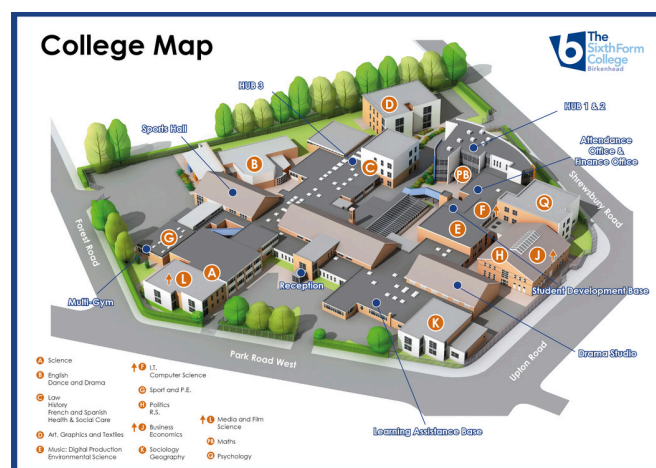 College Map
6
The
SixthForm
College
Birkenhead
HUB 3
D
HUB 1 & 2
Sports Hall
Attendance
Office &
Finance Office
B
C
PB
Shrewsbury Road
Q
F
E
G
Forest Road
A
H
J
L
Reception
Multi-Gym
Student Development Base
K
Park Road West
Drama Studio
Upton Road
Learning Assistance Base
A Science
B English
Dance and Drama
C Law
History
French and Spanish
Health & Social Care
D Art, Graphics and Textiles
E Music; Digital Production
Environmental Science
F I.T.
Computer Science
G Sport and P.E.
H Politics
R.S.
J Business
Economics
K Sociology
Geography
L Media and Film
Science
PB Maths
Q Psychology